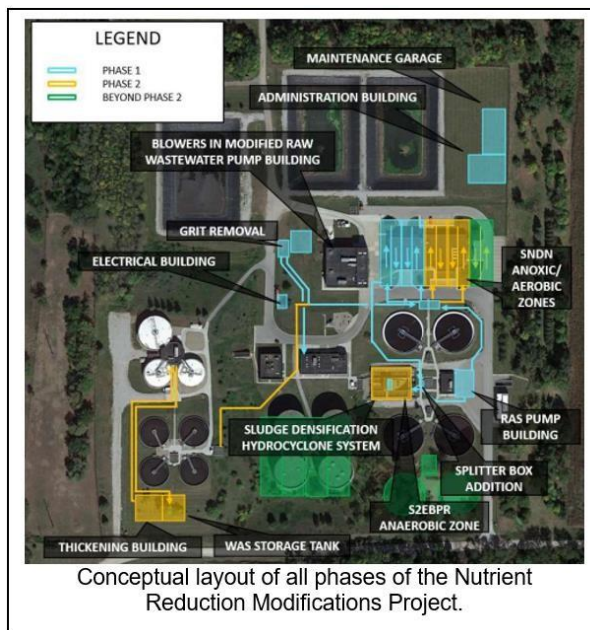 LEGEND
PHASE 1
PHASE 2
BEYOND PHASE 2
MAINTENANCE GARAGE
ADMINISTRATION BUILDING
BLOWERS IN MODIFIED RAW
WASTEWATER PUMP BUILDING
GRIT REMOVAL
ELECTRICAL BUILDING
SNDN
ANOXIC/
AEROBIC
ZONES
SLUDGE DENSIFICATION
HYDROCYCLONE SYSTEM
RAS PUMP
BUILDING
SPLITTER BOX
ADDITION
S2EBPR
ANAEROBIC ZONE
THICKENING BUILDING
WAS STORAGE TANK
Conceptual layout of all phases of the Nutrient
Reduction Modifications Project.